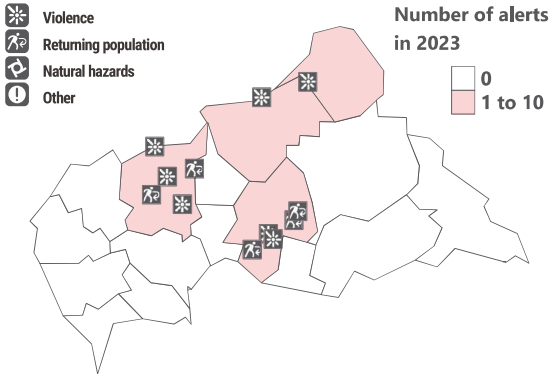 Violence
Returning population
Natural hazards
Other
Number of alerts
in 2023
0
1 to 10